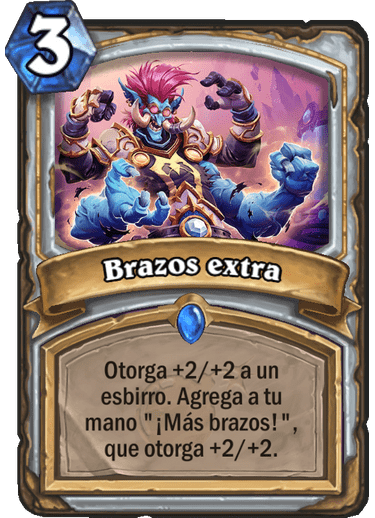 3
Brazos extra
Otorga +2/+2 a un
esbirro. Agrega a tu
mano "¡Más brazos!",
que otorga +2/+2.